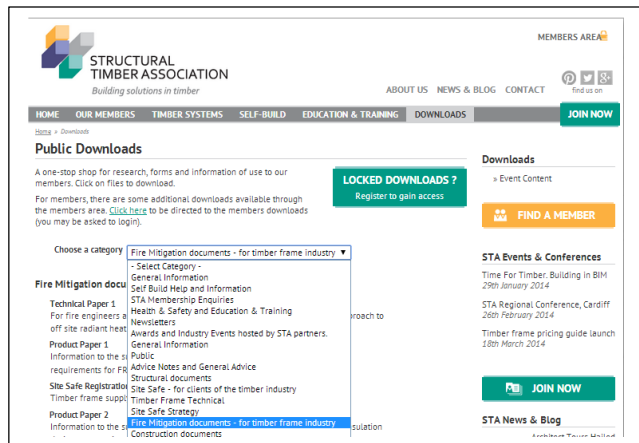 MEMBERS AREA
STRUCTURAL
TIMBER ASSOCIATION
Building solutions in timber
ABOUT US NEWS & BLOG CONTACT
find us on
HOME OUR MEMBERS TIMBER SYSTEMS SELF-BUILD EDUCATION & TRAINING DOWNLOADS
JOIN NOW
Home » Downloads
Public Downloads
A one-stop shop for research, forms and information of use to our
members. Click on files to download.
For members, there are some additional downloads available through
the members area. Click here to be directed to the members downloads
(you may be asked to login).
LOCKED DOWNLOADS ?
Register to gain access
Choose a category
Fire Mitigation documents - for timber frame industry ▼
- Select Category -
General Information
Self Build Help and Information
STA Membership Enquiries
Health & Safety and Education & Training
Newsletters
Awards and Industry Events hosted by STA partners.
General Information
Public
Advice Notes and General Advice
Structural documents
Site Safe - for clients of the timber industry
Timber Frame Technical
Site Safe Strategy
Fire Mitigation documents - for timber frame industry
Construction documents
Fire Mitigation docu
Technical Paper 1
For fire engineers a
roach to
off site radiant heat
Product Paper 1
Information to the su
requirements for FR
Site Safe Registration
Timber frame suppl
Product Paper 2
Information to the s
sulation
Downloads
» Event Content
FIND A MEMBER
STA Events & Conferences
Time For Timber. Building in BIM
29th January 2014
STA Regional Conference, Cardiff
26th February 2014
Timber frame pricing guide launch
18th March 2014
JOIN NOW
STA News & Blog
Architect Tours Halled